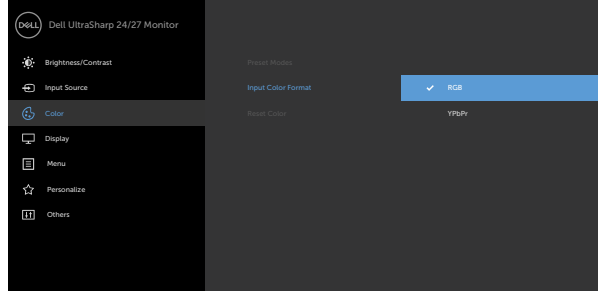 DELL Dell UltraSharp 24/27 Monitor
Brightness/Contrast
Input Source
Color
Display
Menu
Personalize
Others
Preset Modes
Input Color Format
Reset Color
RGB
YPbPr